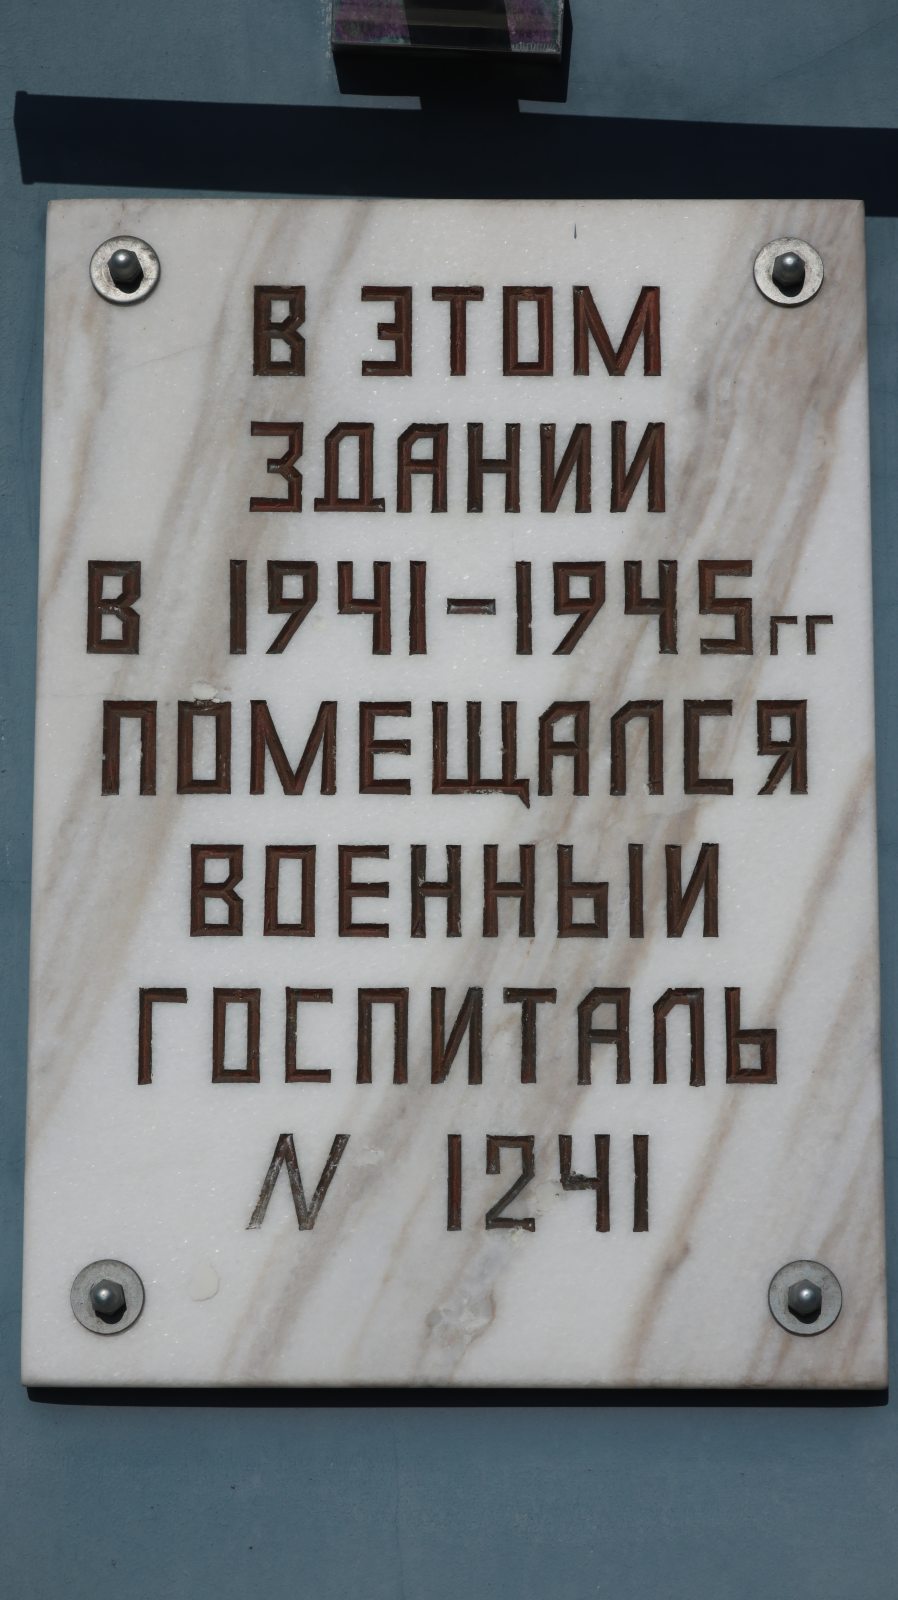 В ЭТОМ
ЗДАНИИ
В 1941-1945гг
ПОМЕЩАЛСЯ
ВОЕННЫЙ
ГОСПИТАЛЬ
N 1241